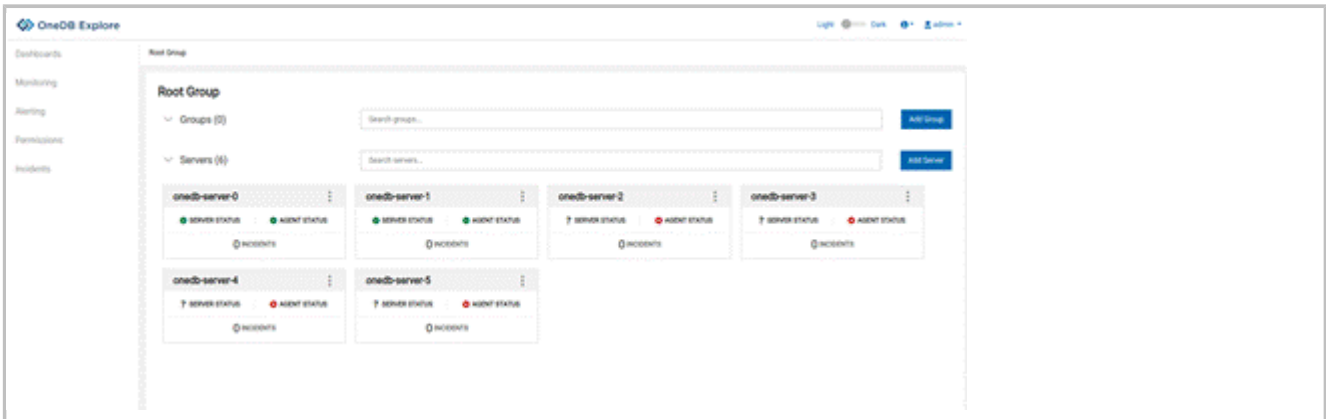 OneDB Explore
Light Dark admin
Dashboards
Monitoring
Alerting
Permissions
Incidents
Root Group
Root Group
Groups (0) Search groups... Add Group
Servers (6) Search servers... Add Server
onedb-server-0 onedb-server-1 onedb-server-2 onedb-server-3
SERVER STATUS AGENT STATUS SERVER STATUS AGENT STATUS ? SERVER STATUS AGENT STATUS ? SERVER STATUS AGENT STATUS
0 INCIDENTS 0 INCIDENTS 0 INCIDENTS 0 INCIDENTS
onedb-server-4 onedb-server-5
? SERVER STATUS AGENT STATUS ? SERVER STATUS AGENT STATUS
0 INCIDENTS 0 INCIDENTS